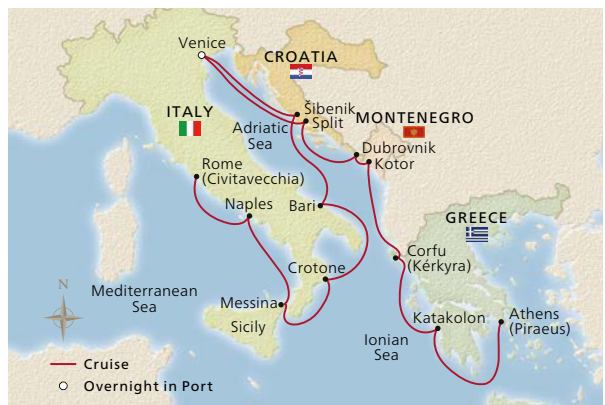 Venice
CROATIA
ITALY
Šibenik
Split
MONTENEGRO
Adriatic
Sea
Dubrovnik
Kotor
Rome
(Civitavecchia)
Naples
Bari
GREECE
Corfu
(Kérkyra)
Crotone
N
Mediterranean
Sea
Messina
Sicily
Katakolon
Athens
(Piraeus)
Ionian
Sea
Cruise
Overnight in Port